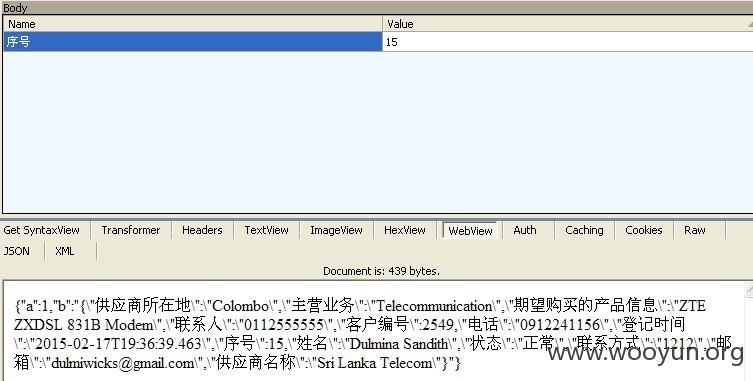 Body
Name Value
序号 15
Get SyntaxView Transformer Headers TextView ImageView HexView WebView Auth Caching Cookies Raw
JSON XML
Document is: 439 bytes.
{"a":1,"b":"{\"供应商所在地\":\"Colombo\",\"主营业务\":\"Telecommunication\",\"期望购买的产品信息\":\"ZTE
ZXDSL 831B Modem\",\"联系人\":\"0112555555\",\"客户编号\":2549,\"电话\":\"0912241156\",\"登记时间
\":\"2015-02-17T19:36:39.463\",\"序号\":15,\"姓名\":\"Dulmina Sandith\",\"状态\":\"正常\",\"联系方式\":\"1212\",\"邮
箱\":\"dulmiwicks@gmail.com\",\"供应商名称\":\"Sri Lanka Telecom\"}"}
www.wooyun.org